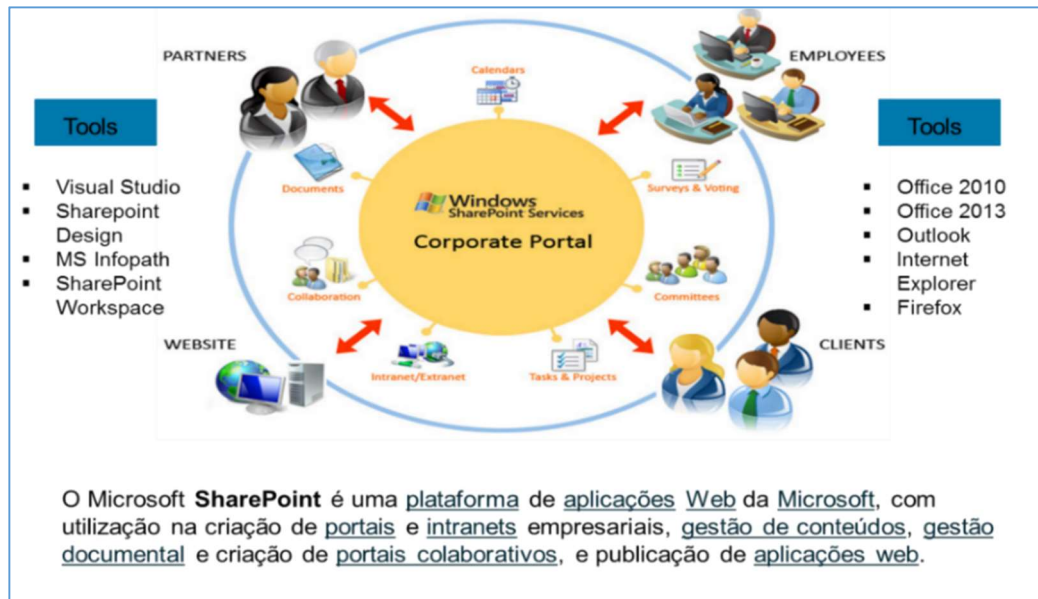 PARTNERS
EMPLOYEES
Calendars
Tools
Tools
Documents
Surveys & Voting
▪ Visual Studio
▪ Sharepoint
Design
▪ MS Infopath
▪ SharePoint
Workspace
Windows
SharePoint Services
Corporate Portal
▪ Office 2010
▪ Office 2013
▪ Outlook
▪ Internet
Explorer
▪ Firefox
Collaboration
Committees
WEBSITE
CLIENTS
Intranet/Extranet
Tasks & Projects
O Microsoft SharePoint é uma plataforma de aplicações Web da Microsoft, com
utilização na criação de portais e intranets empresariais, gestão de conteúdos, gestão
documental e criação de portais colaborativos, e publicação de aplicações web.